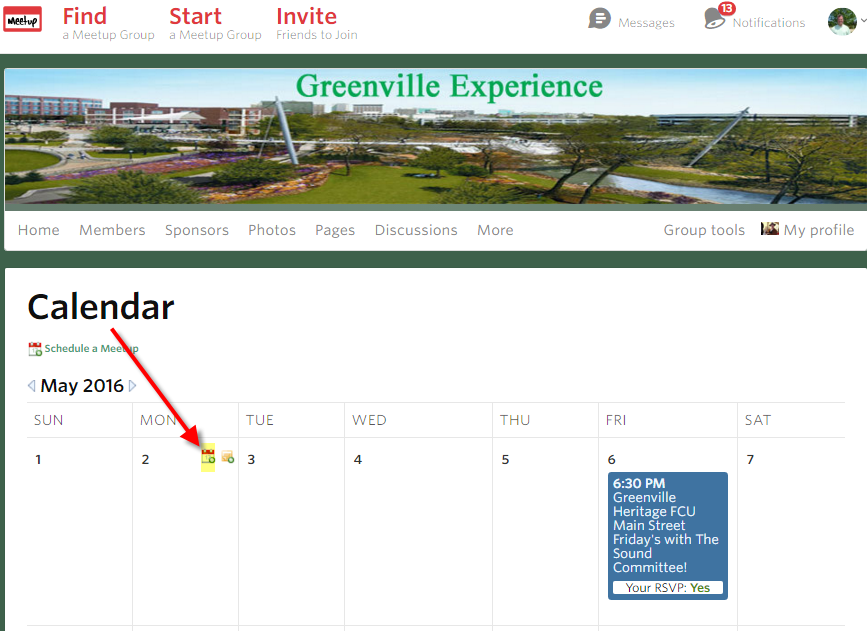 Meetup
Find
a Meetup Group
Start
a Meetup Group
Invite
Friends to Join
Messages
13
Notifications
Greenville Experience
Home Members Sponsors Photos Pages Discussions More Group tools My profile
Calendar
Schedule a Meetup
May 2016
SUN MON TUE WED THU FRI SAT
1 2 3 4 5 6 7
6:30 PM
Greenville
Heritage FCU
Main Street
Friday's with The
Sound
Committee!
Your RSVP: Yes